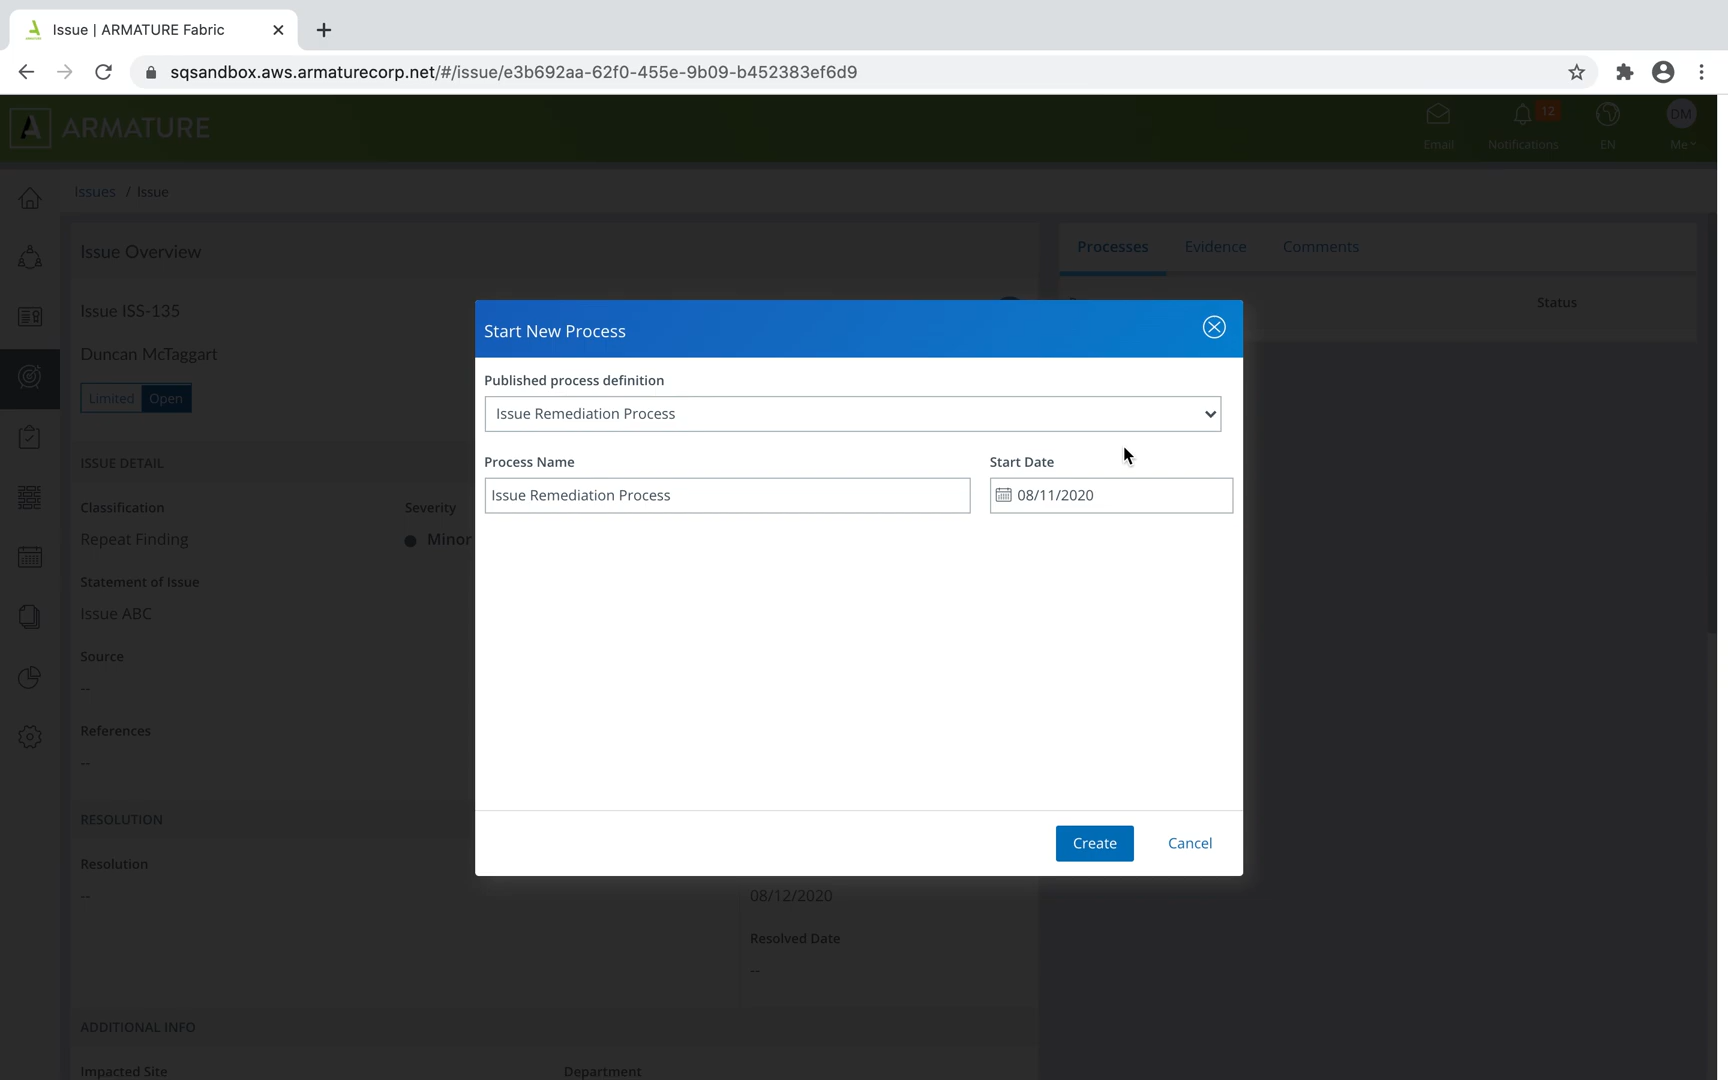 Issue | ARMATURE Fabric
sqsandbox.aws.armaturecorp.net/#/issue/e3b692aa-62f0-455e-9b09-b452383ef6d9
ARMATURE
Email
12
Notifications
EN
DM
Me
Issues / Issue
Issue Overview
Processes
Evidence
Comments
Issue ISS-135
Status
Duncan McTaggart
Limited
Open
Start New Process
Published process definition
Issue Remediation Process
Process Name
Start Date
Issue Remediation Process
08/11/2020
Create
Cancel
ISSUE DETAIL
Classification
Severity
Repeat Finding
Minor
Statement of Issue
Issue ABC
Source
--
References
--
RESOLUTION
Resolution
--
08/12/2020
Resolved Date
--
ADDITIONAL INFO
Impacted Site
Department